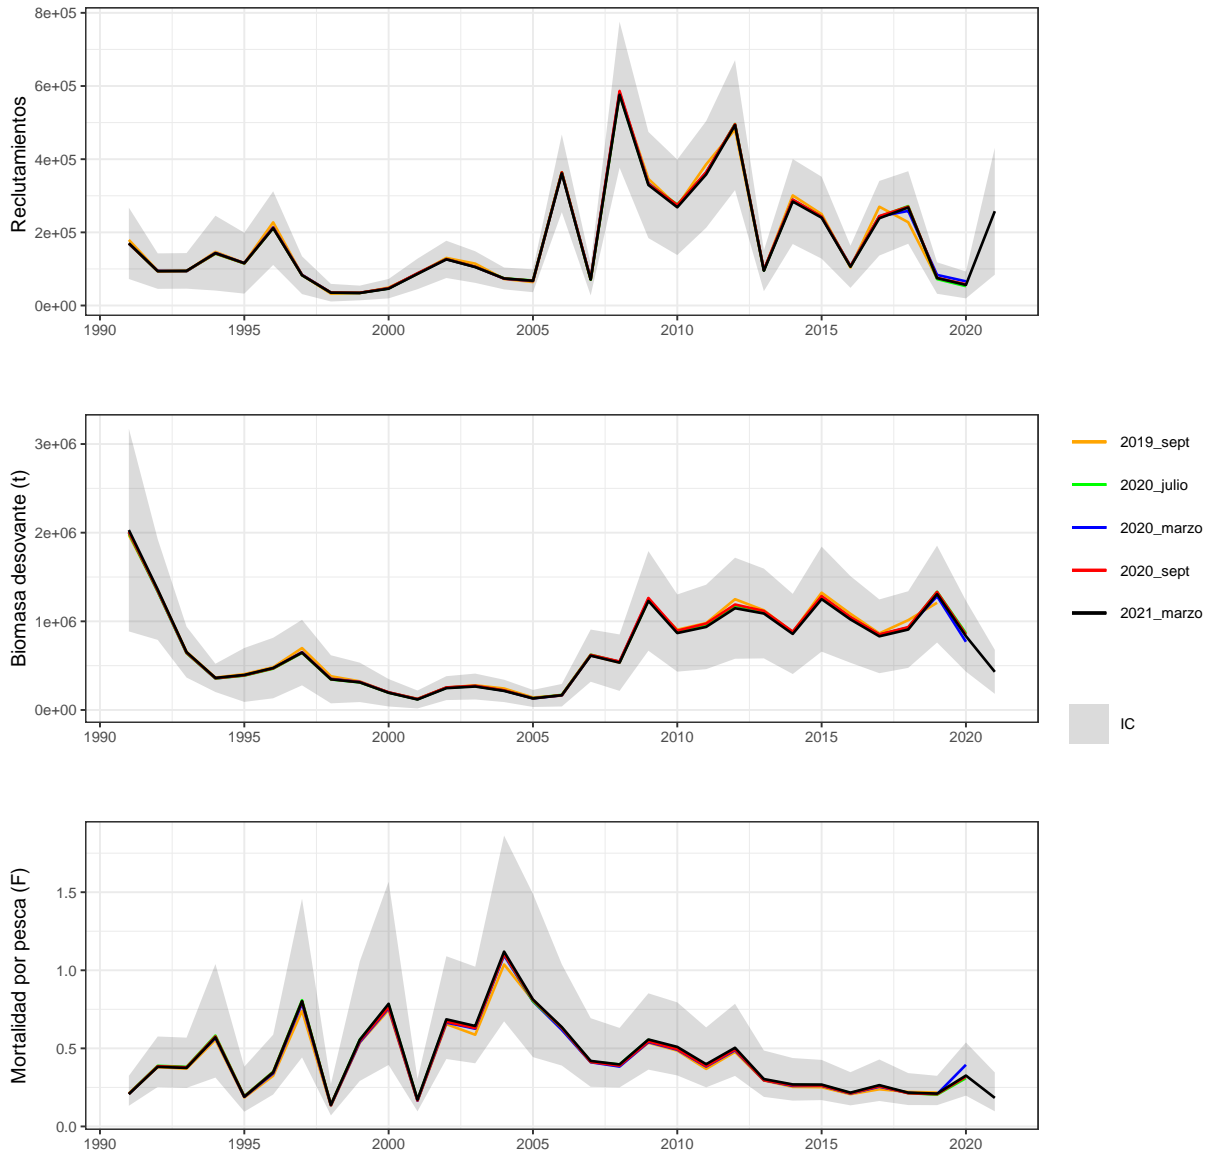 Reclutamientos
8e+05
6e+05
4e+05
2e+05
0e+00
1990 1995 2000 2005 2010 2015 2020
Biomasa desovante (t)
3e+06
2e+06
1e+06
0e+00
1990 1995 2000 2005 2010 2015 2020
2019_sept
2020_julio
2020_marzo
2020_sept
2021_marzo
IC
Mortalidad por pesca (F)
1.5
1.0
0.5
0.0
1990 1995 2000 2005 2010 2015 2020